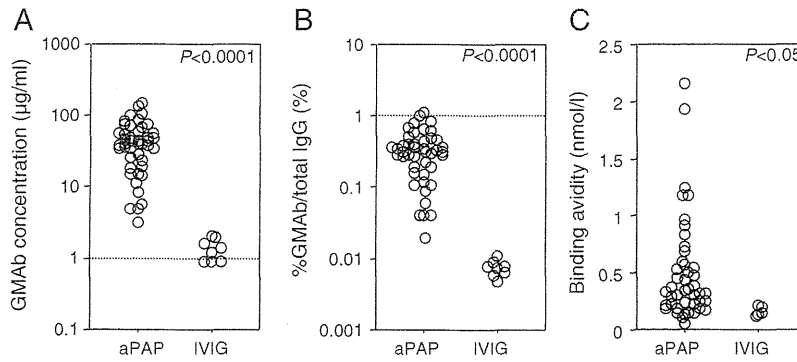 A
GMAb concentration (μg/ml)
1000
100
10
1
0.1
P<0.0001
aPAP
IVIG
B
%GMAb/total IgG (%)
10
1
0.1
0.01
0.001
P<0.0001
aPAP
IVIG
C
Binding avidity (nmol/l)
2.5
2
1.5
1
0.5
0
P<0.05
aPAP
IVIG